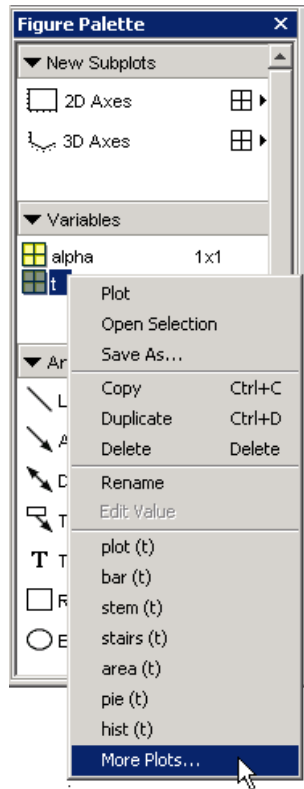 Figure Palette ×
New Subplots
2D Axes
3D Axes
Variables
alpha 1x1
t
Plot
Open Selection
Save As...
Copy Ctrl+C
Duplicate Ctrl+D
Delete Delete
Rename
Edit Value
plot (t)
bar (t)
stem (t)
stairs (t)
area (t)
pie (t)
hist (t)
More Plots...